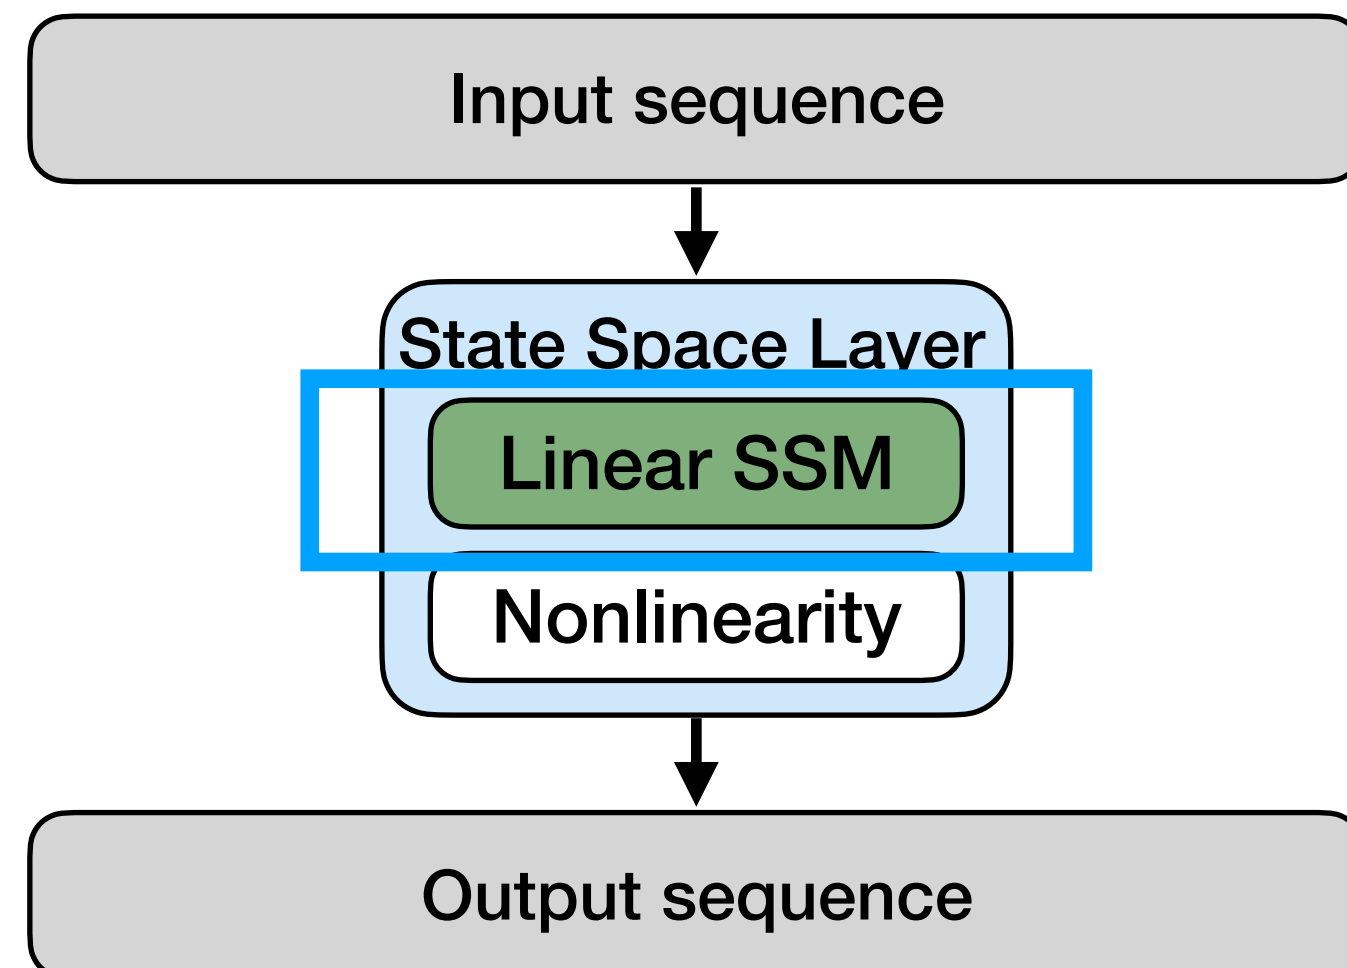 Input sequence
State Space Layer
Linear SSM
Nonlinearity
Output sequence